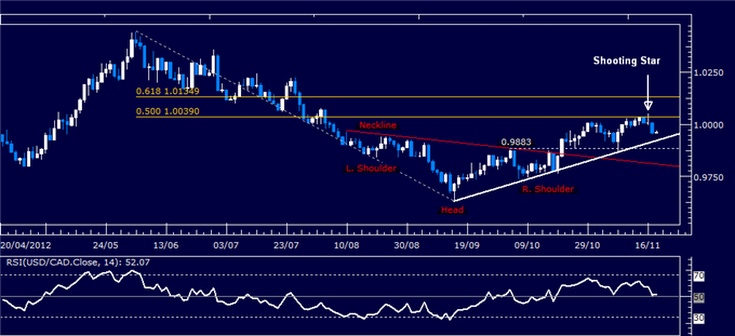 Shooting Star
1.0250
0.618 1.01349
0.500 1.00390
1.0000
Neckline
0.9883
L. Shoulder
0.9750
R. Shoulder
Head
20/04/2012 24/05 13/06 03/07 23/07 10/08 30/08 19/09 09/10 29/10 16/11
RSI(USD/CAD.Close, 14): 52.07
70
50
30